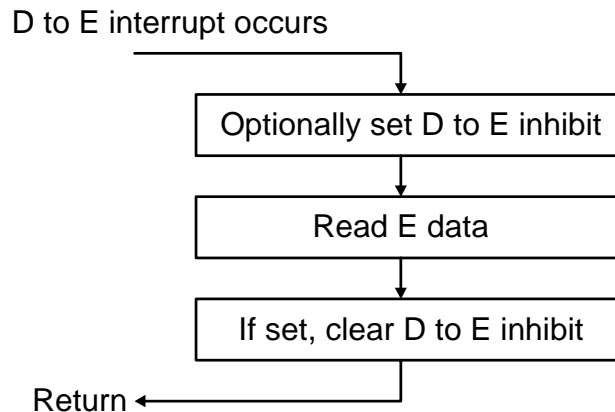 D to E interrupt occurs
Optionally set D to E inhibit
Read E data
If set, clear D to E inhibit
Return